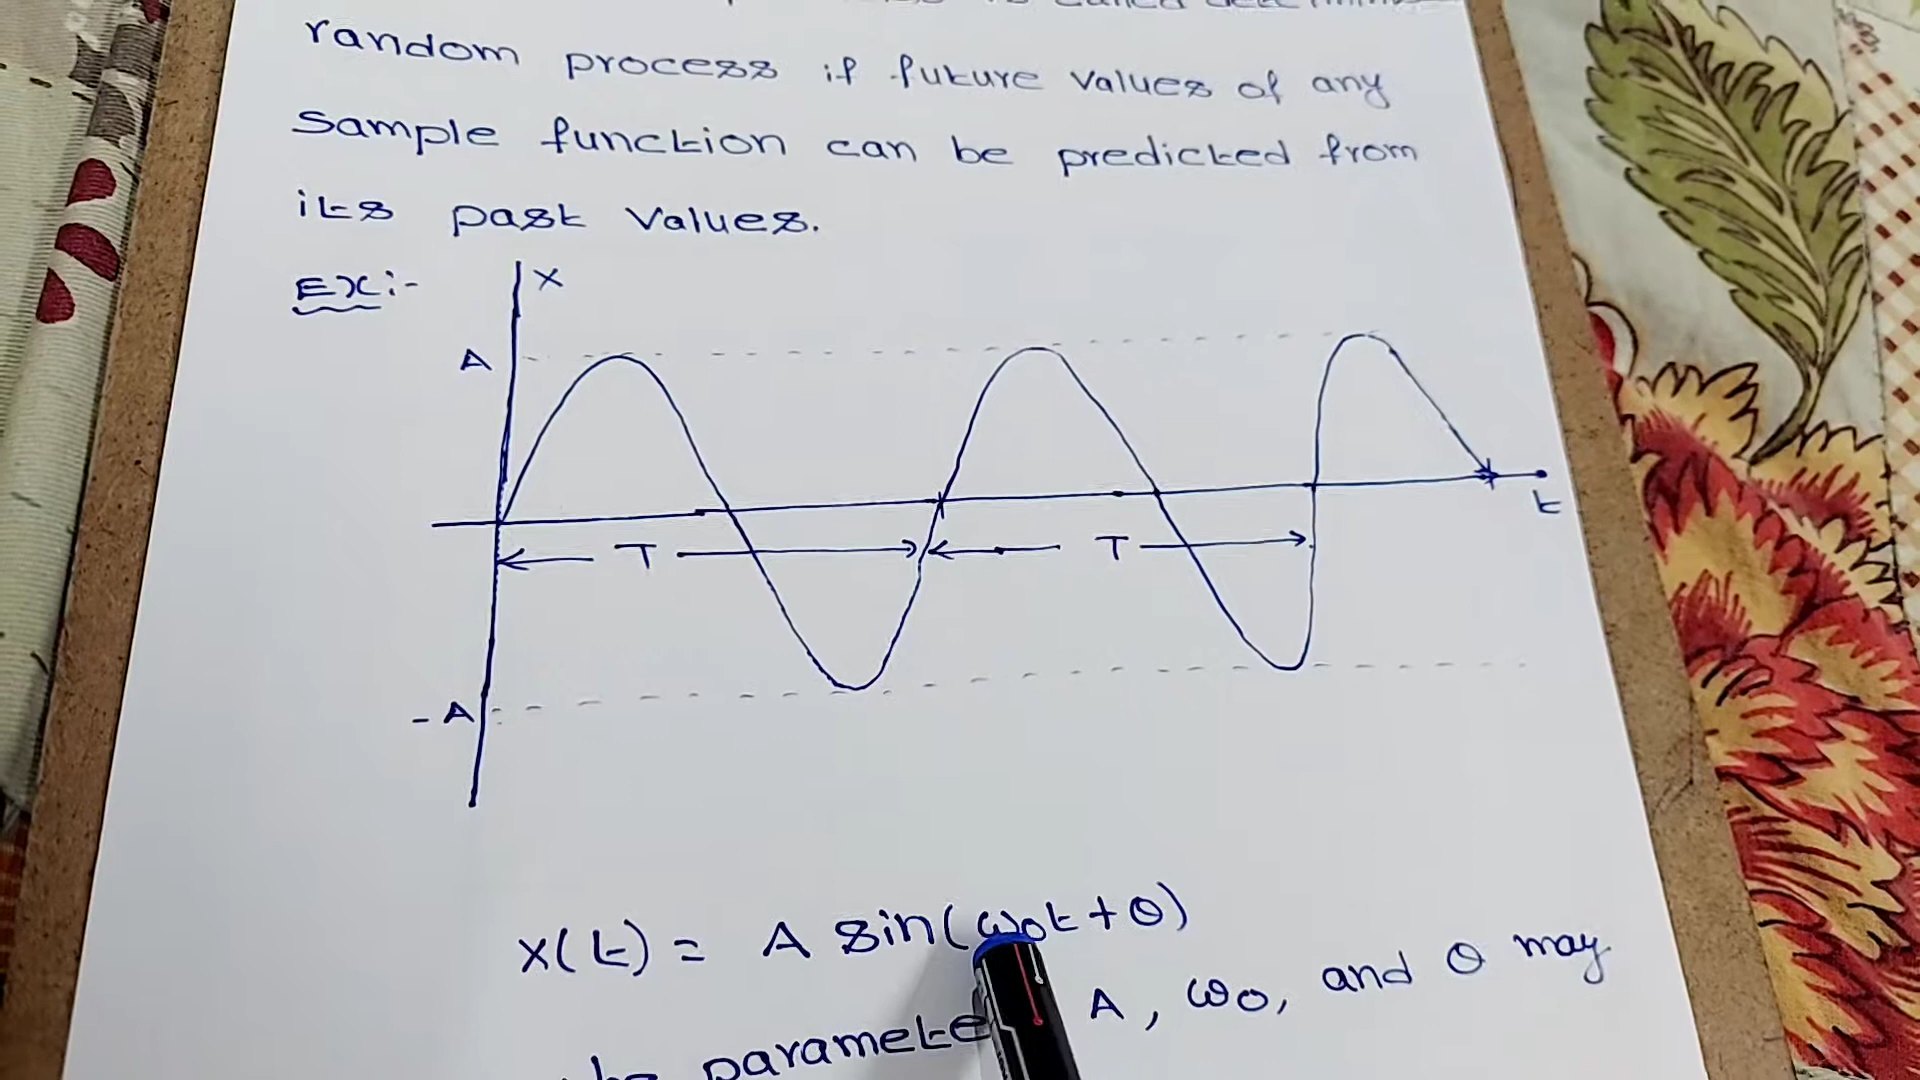 random process if future values of any
sample function can be predicted from
its past values.
EX:-
X
A
T T
t
- A
X(t) = A sin(ω0t + θ)
parameter A, ω0, and θ may